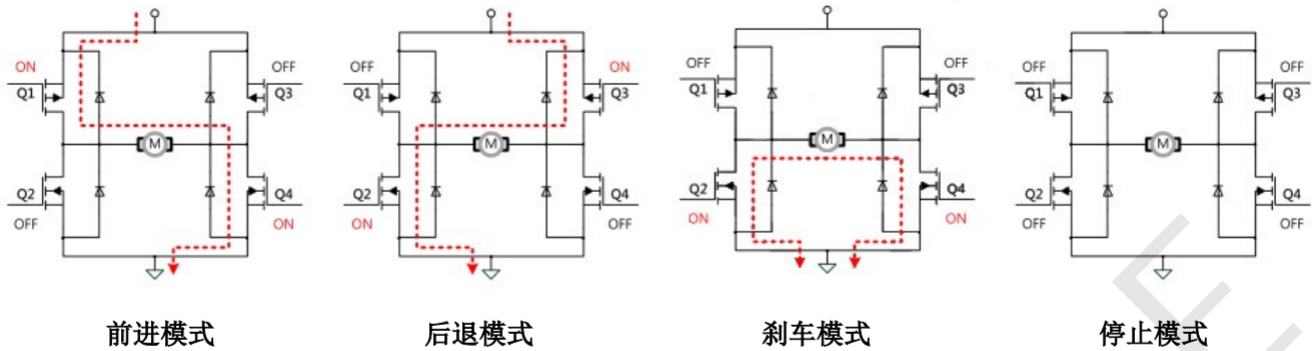 ON OFF OFF ON OFF OFF OFF OFF
Q1 Q3 Q1 Q3 Q1 Q3 Q1 Q3
M M M M
Q2 Q4 Q2 Q4 Q2 Q4 Q2 Q4
OFF ON ON OFF ON ON OFF OFF
前进模式 后退模式 刹车模式 停止模式